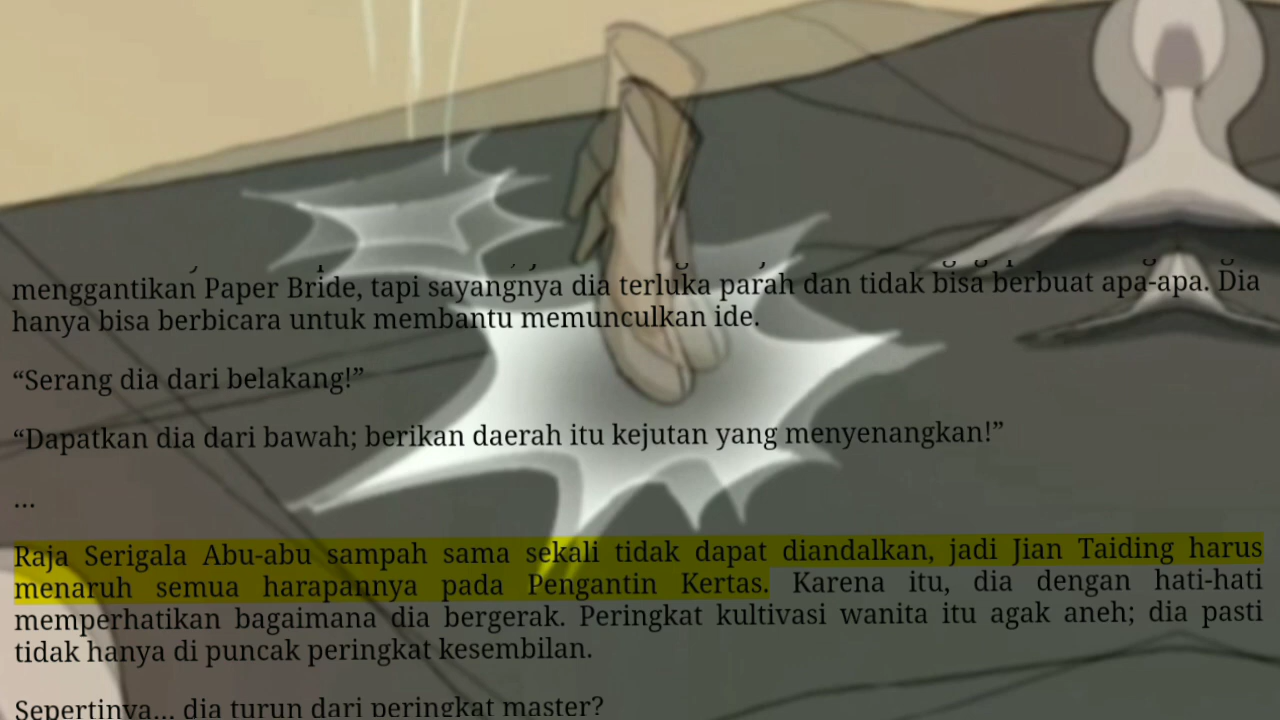 menggantikan Paper Bride, tapi sayangnya dia terluka parah dan tidak bisa berbuat apa-apa. Dia
hanya bisa berbicara untuk membantu memunculkan ide.
“Serang dia dari belakang!”
“Dapatkan dia dari bawah; berikan daerah itu kejutan yang menyenangkan!”
…
Raja Serigala Abu-abu sampah sama sekali tidak dapat diandalkan, jadi Jian Taiding harus
menaruh semua harapannya pada Pengantin Kertas. Karena itu, dia dengan hati-hati
memperhatikan bagaimana dia bergerak. Peringkat kultivasi wanita itu agak aneh; dia pasti
tidak hanya di puncak peringkat kesembilan.
Sepertinya… dia turun dari peringkat master?